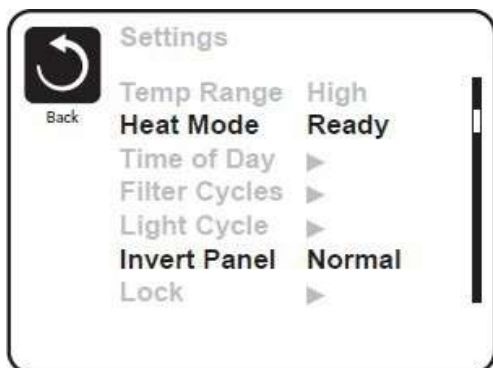 Settings
Back
Temp Range High
Heat Mode Ready
Time of Day ▶
Filter Cycles ▶
Light Cycle ▶
Invert Panel Normal
Lock ▶